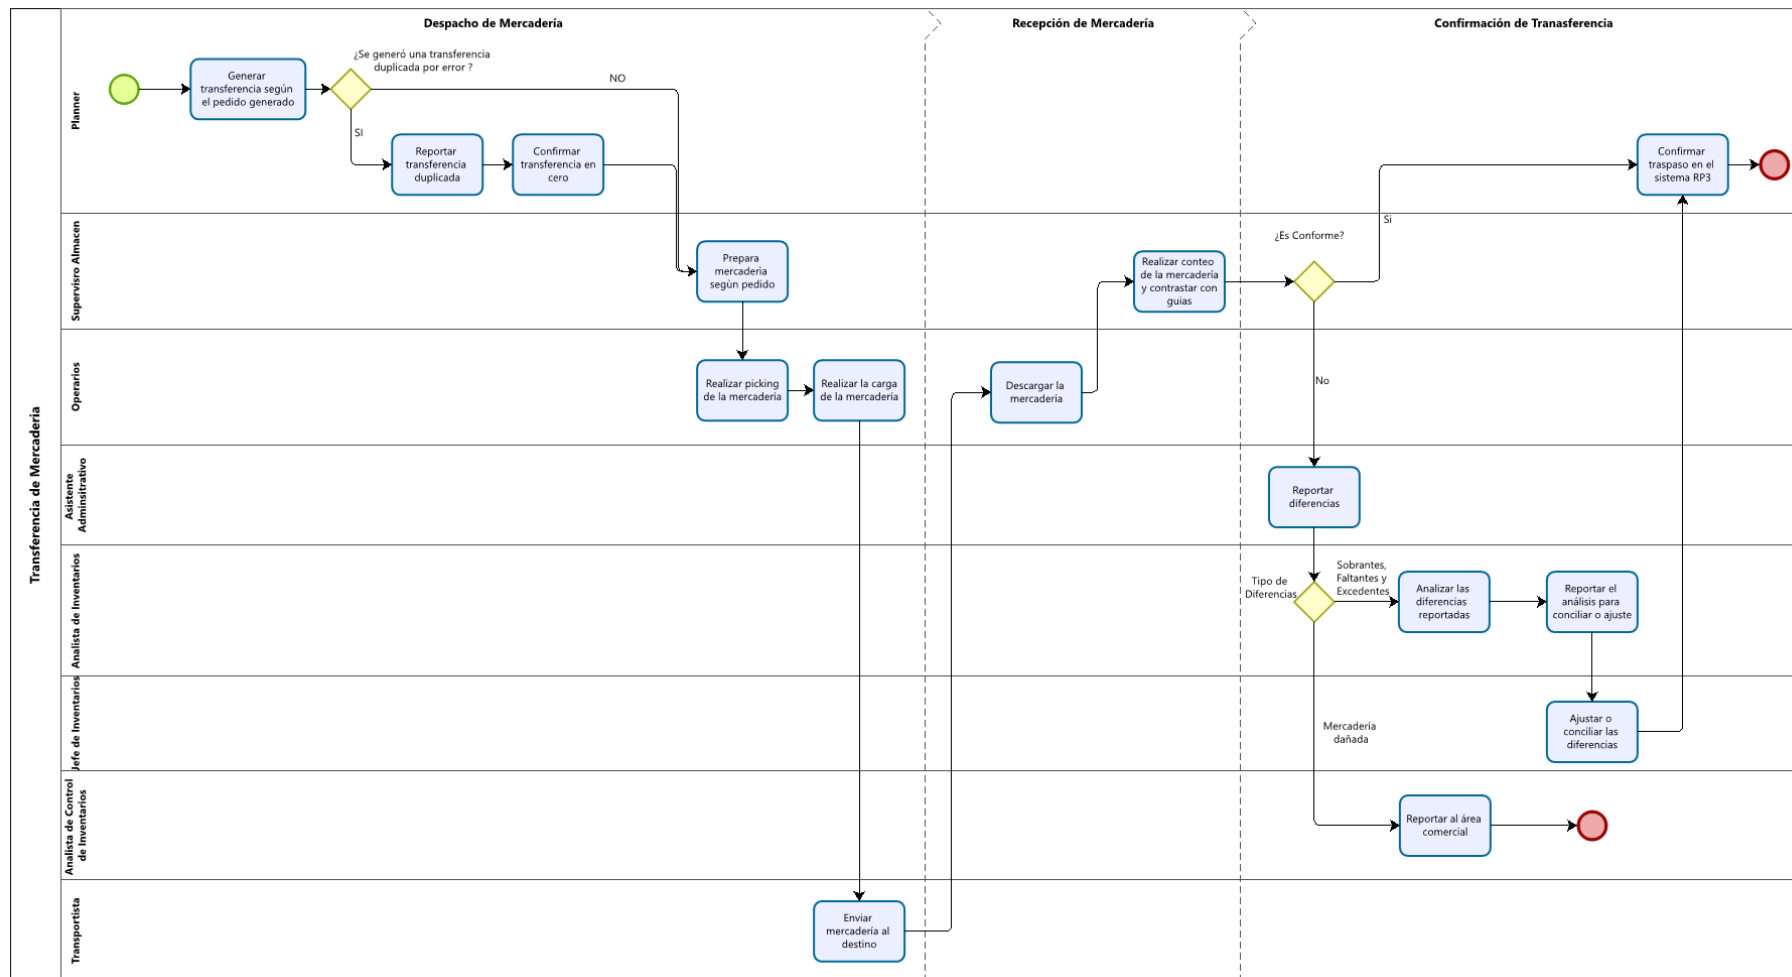 Despacho de Mercadería
Recepción de Mercadería
Confirmación de Tranasferencia
Transferencia de Mercaderia
Planner
¿Se generó una transferencia
duplicada por error ?
Generar
transferencia según
el pedido generado
NO
SI
Reportar
transferencia
duplicada
Confirmar
transferencia en
cero
Confirmar
traspaso en el
sistema RP3
Supervisro Almacen
Prepara
mercaderìa
segùn pedido
Realizar conteo
de la mercadería
y contrastar con
guias
¿Es Conforme?
Si
Operarios
Realizar picking
de la mercadería
Realizar la carga
de la mercadería
Descargar la
mercadería
No
Asistente
Adminsitrativo
Reportar
diferencias
Analista de Inventarios
Tipo de
Diferencias
Sobrantes,
Faltantes y
Excedentes
Analizar las
diferencias
reportadas
Reportar el
análisis para
conciliar o ajuste
Jefe de Inventarios
Mercadería
dañada
Ajustar o
conciliar las
diferencias
Analista de Control
de Inventarios
Reportar al área
comercial
Transportista
Enviar
mercadería al
destino